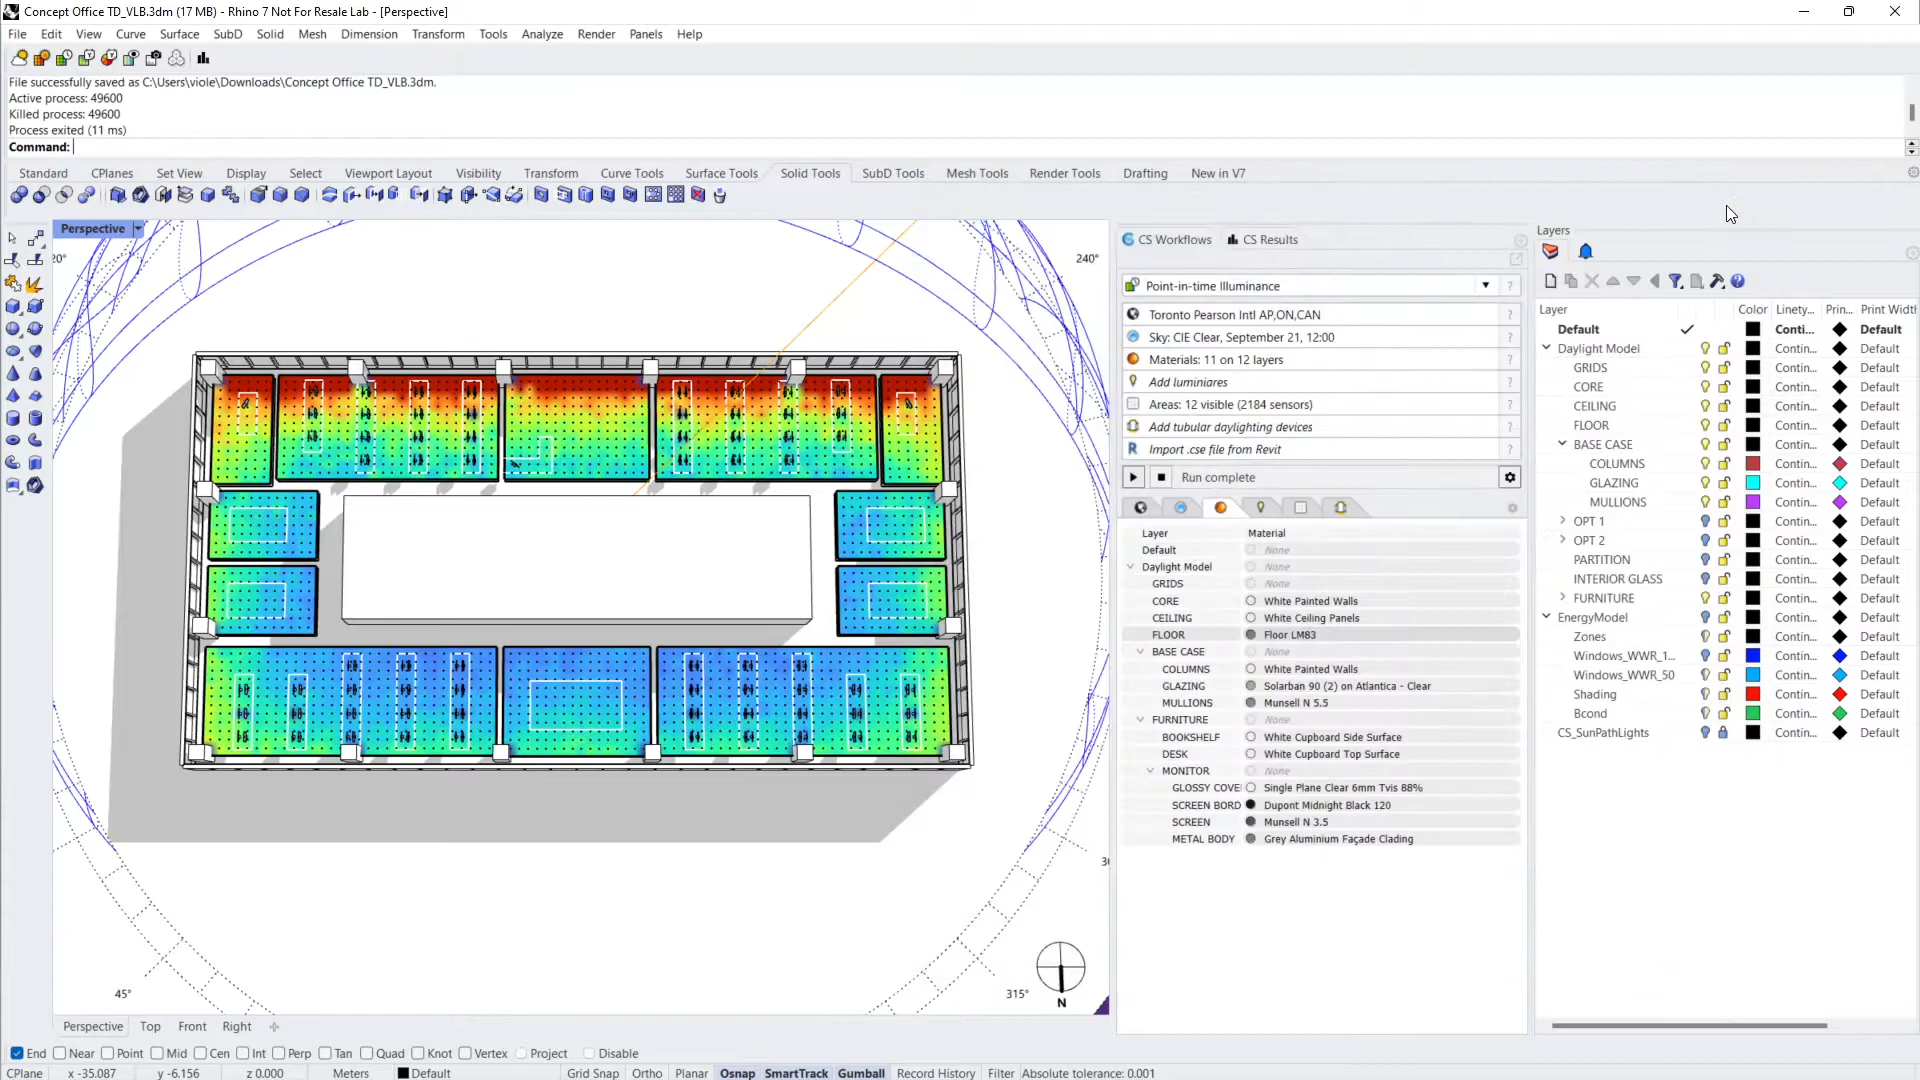 Concept Office TD_VLB.3dm (17 MB) - Rhino 7 Not For Resale Lab - [Perspective]
File Edit View Curve Surface SubD Solid Mesh Dimension Transform Tools Analyze Render Panels Help
File successfully saved as C:\Users\viole\Downloads\Concept Office TD_VLB.3dm.
Active process: 49600
Killed process: 49600
Process exited (11 ms)
Command:
Standard CPlanes Set View Display Select Viewport Layout Visibility Transform Curve Tools Surface Tools Solid Tools SubD Tools Mesh Tools Render Tools Drafting New in V7
Perspective
240°
45°
315°
N
CS Workflows CS Results
Point-in-time Illuminance ?
Toronto Pearson Intl AP,ON,CAN ?
Sky: CIE Clear, September 21, 12:00 ?
Materials: 11 on 12 layers ?
Add luminiares ?
Areas: 12 visible (2184 sensors) ?
Add tubular daylighting devices ?
R Import .cse file from Revit ?
Run complete
Layer Material
Default None
Daylight Model None
GRIDS None
CORE White Painted Walls
CEILING White Ceiling Panels
FLOOR Floor LM83
BASE CASE None
COLUMNS White Painted Walls
GLAZING Solarban 90 (2) on Atlantica - Clear
MULLIONS Munsell N 5.5
FURNITURE None
BOOKSHELF White Cupboard Side Surface
DESK White Cupboard Top Surface
MONITOR None
GLOSSY COVE Single Plane Clear 6mm Tvis 88%
SCREEN BORD Dupont Midnight Black 120
SCREEN Munsell N 3.5
METAL BODY Grey Aluminium Façade Clading
Layers
Layer Color Linety... Prin... Print Width
Default Conti... Default
Daylight Model Contin... Default
GRIDS Contin... Default
CORE Contin... Default
CEILING Contin... Default
FLOOR Contin... Default
BASE CASE Contin... Default
COLUMNS Contin... Default
GLAZING Contin... Default
MULLIONS Contin... Default
OPT 1 Contin... Default
OPT 2 Contin... Default
PARTITION Contin... Default
INTERIOR GLASS Contin... Default
FURNITURE Contin... Default
EnergyModel Contin... Default
Zones Contin... Default
Windows_WWR_1... Contin... Default
Windows_WWR_50 Contin... Default
Shading Contin... Default
Bcond Contin... Default
CS_SunPathLights Contin... Default
Perspective Top Front Right
End Near Point Mid Cen Int Perp Tan Quad Knot Vertex Project Disable
CPlane x -35.087 y -6.156 z 0.000 Meters Default Grid Snap Ortho Planar Osnap SmartTrack Gumball Record History Filter Absolute tolerance: 0.001